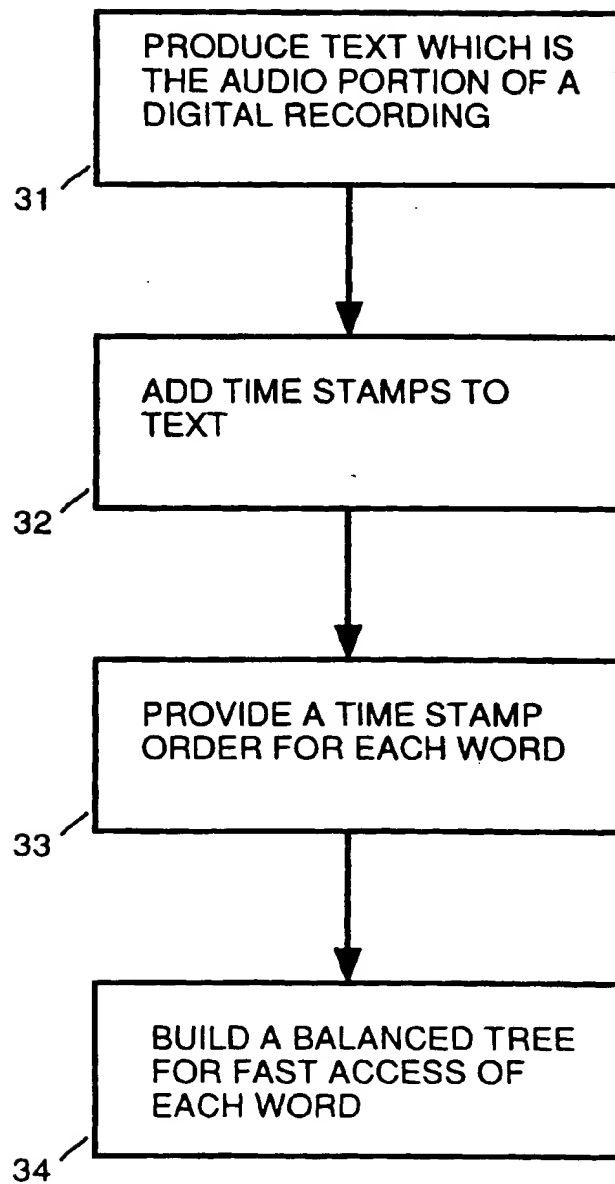 PRODUCE TEXT WHICH IS
THE AUDIO PORTION OF A
DIGITAL RECORDING
31
ADD TIME STAMPS TO
TEXT
32
PROVIDE A TIME STAMP
ORDER FOR EACH WORD
33
BUILD A BALANCED TREE
FOR FAST ACCESS OF
EACH WORD
34